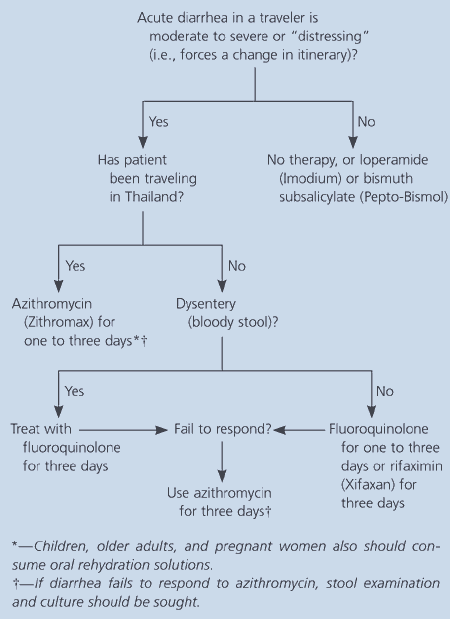 Acute diarrhea in a traveler is
moderate to severe or “distressing”
(i.e., forces a change in itinerary)?
Yes
No
Has patient
been traveling
in Thailand?
No therapy, or loperamide
(Imodium) or bismuth
subsalicylate (Pepto-Bismol)
Yes
No
Azithromycin
(Zithromax) for
one to three days*†
Dysentery
(bloody stool)?
Yes
No
Treat with
fluoroquinolone
for three days
Fail to respond?
Fluoroquinolone
for one to three
days or rifaximin
(Xifaxan) for
three days
Use azithromycin
for three days†
*—Children, older adults, and pregnant women also should con-
sume oral rehydration solutions.
†—If diarrhea fails to respond to azithromycin, stool examination
and culture should be sought.